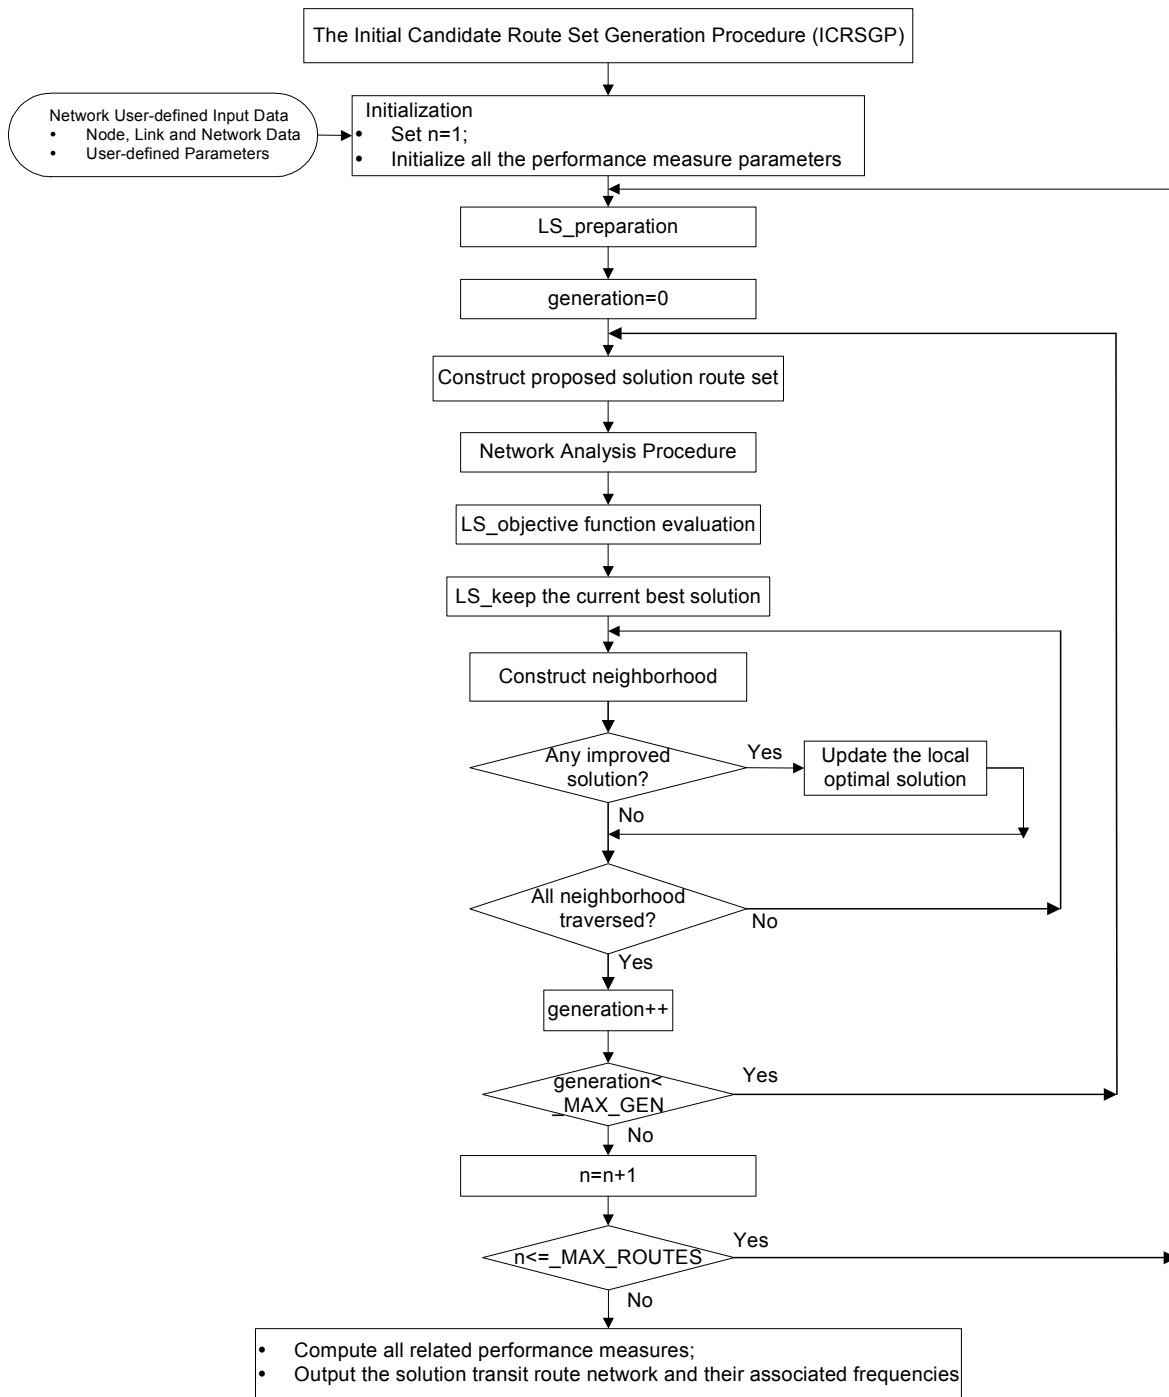 The Initial Candidate Route Set Generation Procedure (ICRSGP)
Network User-defined Input Data
• Node, Link and Network Data
• User-defined Parameters
Initialization
• Set n=1;
• Initialize all the performance measure parameters
LS_preparation
generation=0
Construct proposed solution route set
Network Analysis Procedure
LS_objective function evaluation
LS_keep the current best solution
Construct neighborhood
Any improved
solution?
Yes
Update the local
optimal solution
No
All neighborhood
traversed?
No
Yes
generation++
generation<
_MAX_GEN
Yes
No
n=n+1
n<=_MAX_ROUTES
Yes
No
• Compute all related performance measures;
• Output the solution transit route network and their associated frequencies